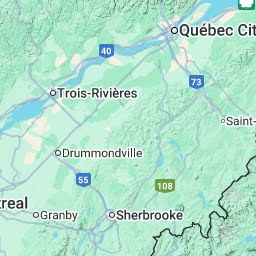 Québec Cit
40
73
Trois-Rivières
Saint-
Drummondville
55
108
treal
Granby
Sherbrooke